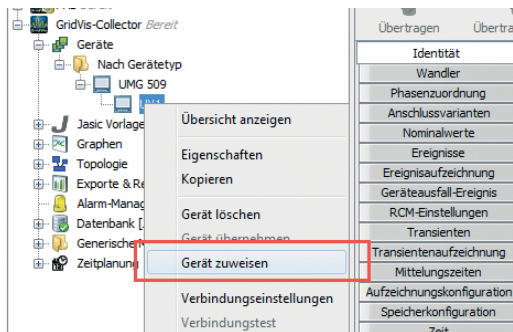 GridVis-Collector Bereit
Geräte
Nach Gerätetyp
UMG 509
Jasic Vorlage
Graphen
Topologie
Exporte & Re
Alarm-Manag
Datenbank [.
Generische M
Zeitplanung
Übersicht anzeigen
Eigenschaften
Kopieren
Gerät löschen
Gerät übernehmen
Gerät zuweisen
Verbindungseinstellungen
Verbindungstest
Übertragen Übertra
Identität
Wandler
Phasenzuordnung
Anschlussvarianten
Nominalwerte
Ereignisse
Ereignisaufzeichnung
Geräteausfall-Ereignis
RCM-Einstellungen
Transienten
Transientenaufzeichnung
Mittelungszeiten
Aufzeichnungskonfiguration
Speicherkonfiguration
Zeit